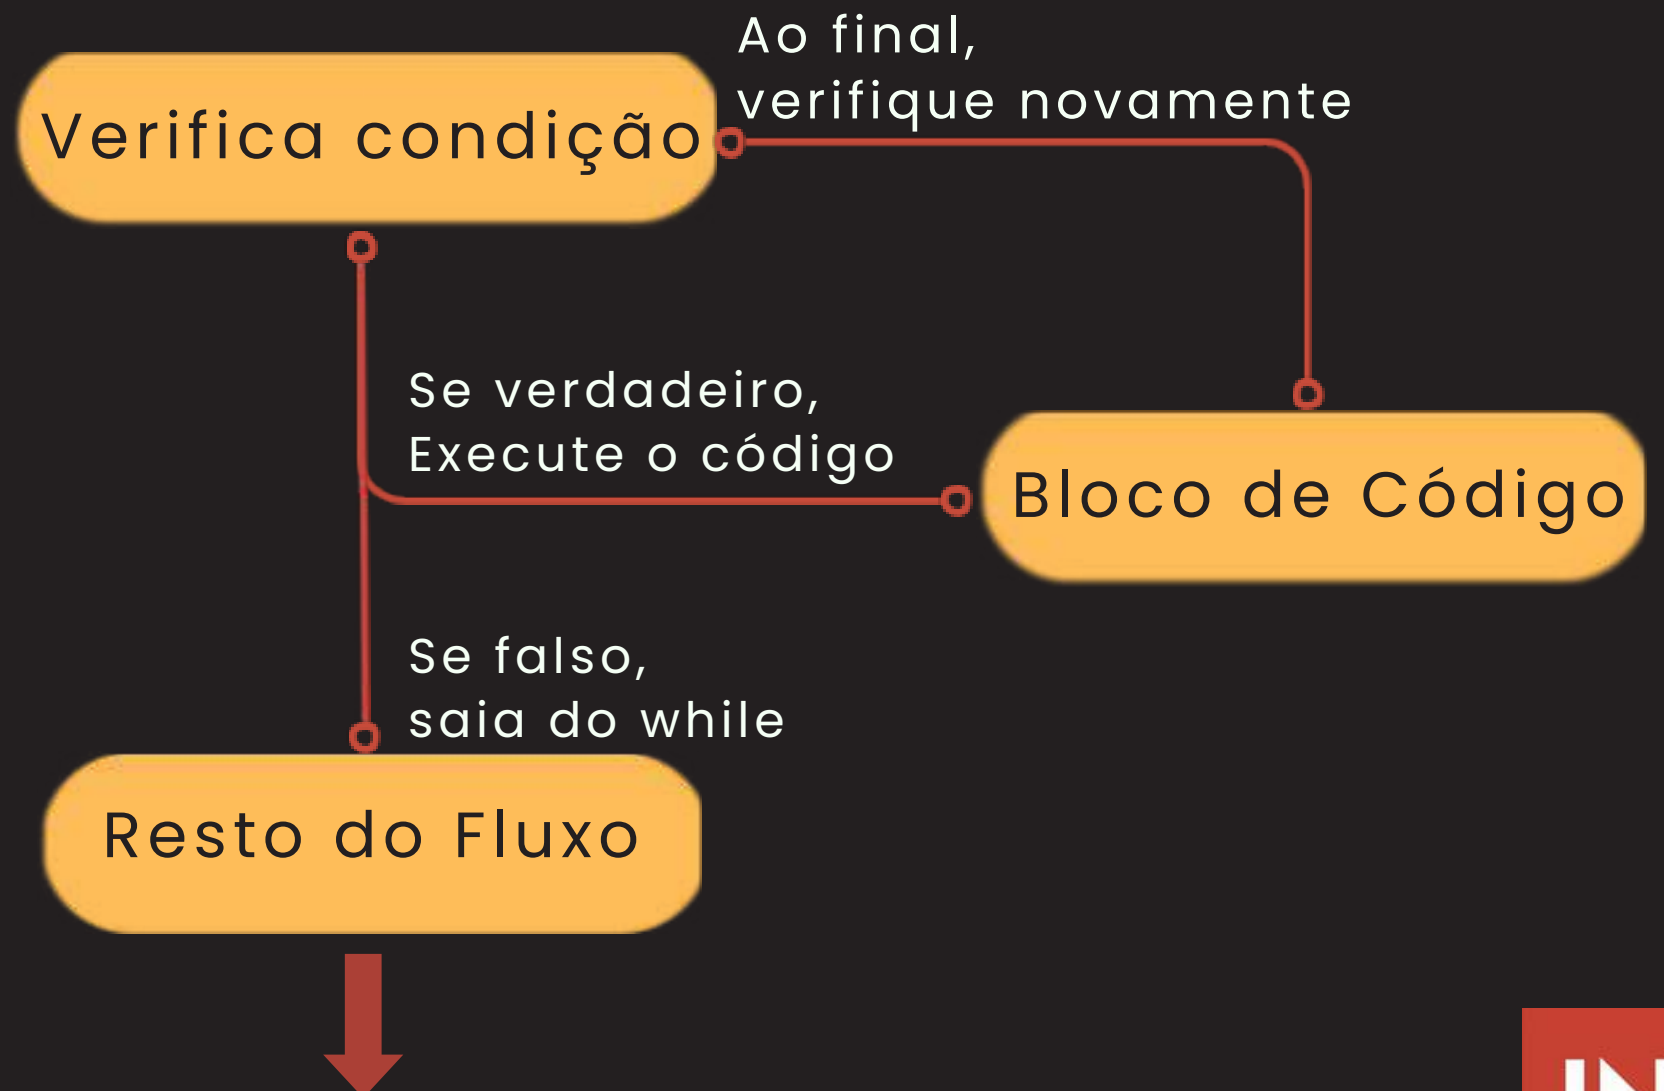 Ao final,
verifique novamente
Verifica condição
Se verdadeiro,
Execute o código
Bloco de Código
Se falso,
saia do while
Resto do Fluxo